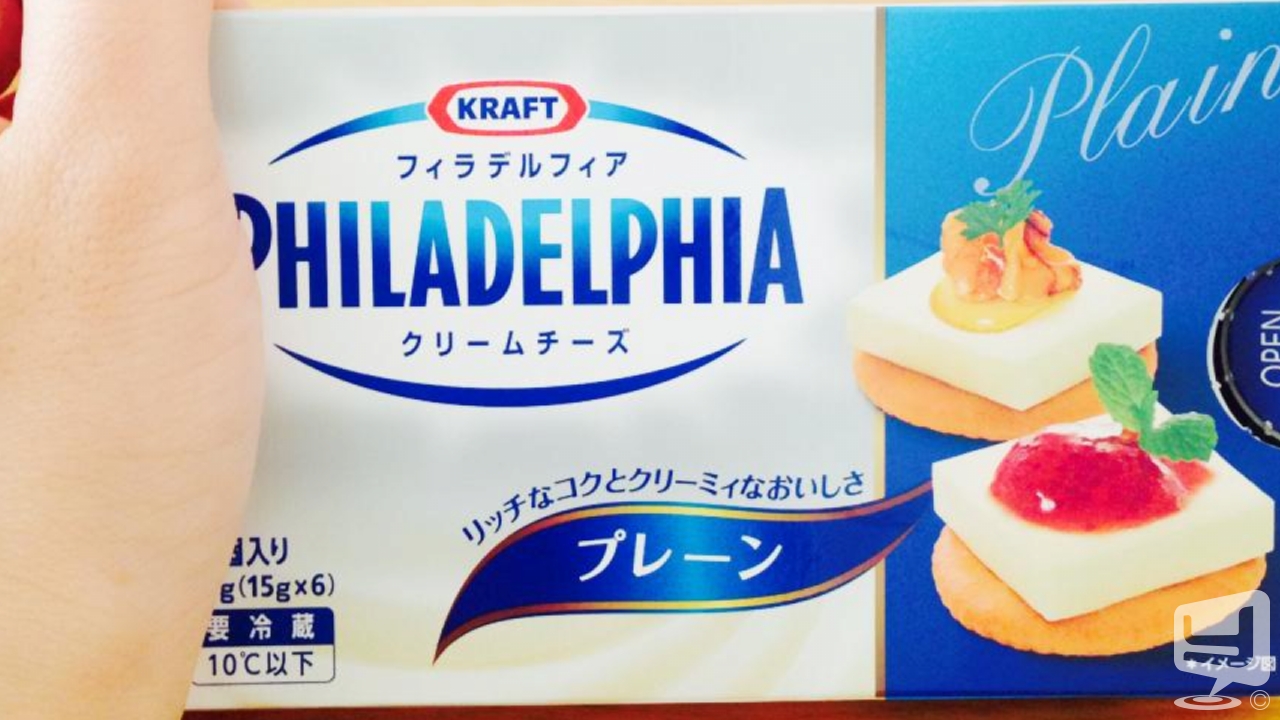 KRAFT
フィラデルフィア
PHILADELPHIA
クリームチーズ
リッチなコクとクリーミィなおいしさ
プレーン
個入り
g(15g×6)
要冷蔵
10℃以下
Plain
OPEN
*イメージ図
©